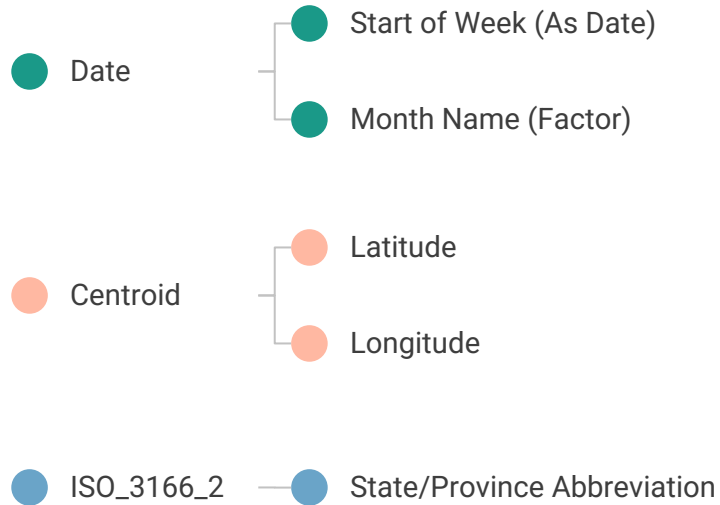 Start of Week (As Date)
Date
Month Name (Factor)
Latitude
Centroid
Longitude
ISO_3166_2
State/Province Abbreviation